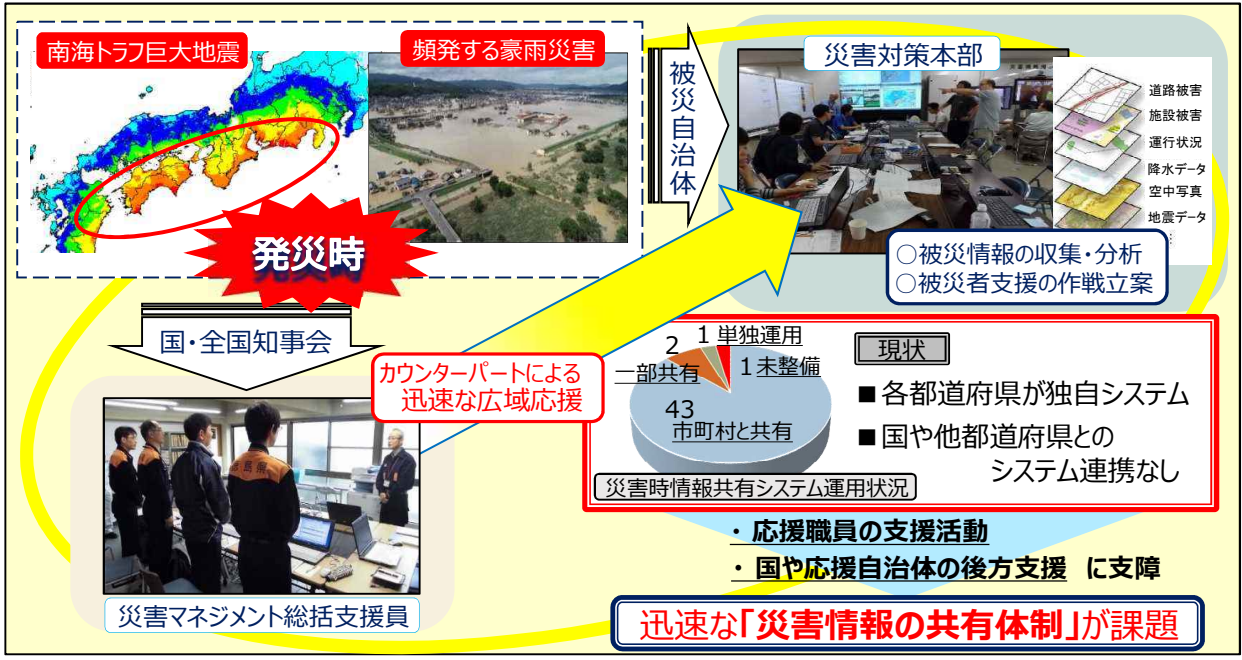 南海トラフ巨大地震
頻発する豪雨災害
発災時
被災自治体
災害対策本部
道路被害
施設被害
運行状況
降水データ
空中写真
地震データ
︙
○被災情報の収集・分析
○被災者支援の作戦立案
国・全国知事会
カウンターパートによる
迅速な広域応援
災害マネジメント総括支援員
1 単独運用
2
一部共有
1 未整備
43
市町村と共有
災害時情報共有システム運用状況
現状
■各都道府県が独自システム
■国や他都道府県との
システム連携なし
・応援職員の支援活動
・国や応援自治体の後方支援 に支障
迅速な「災害情報の共有体制」が課題